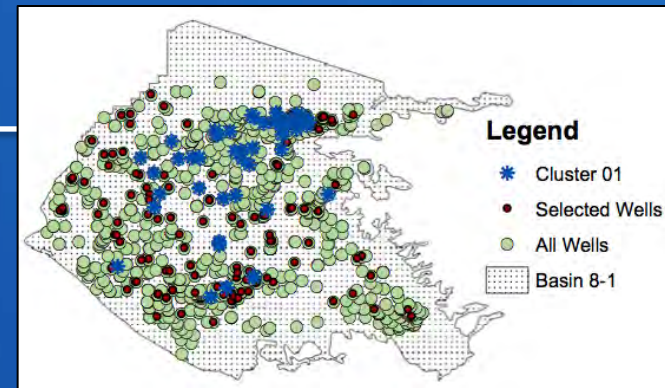 Legend
Cluster 01
Selected Wells
All Wells
Basin 8-1